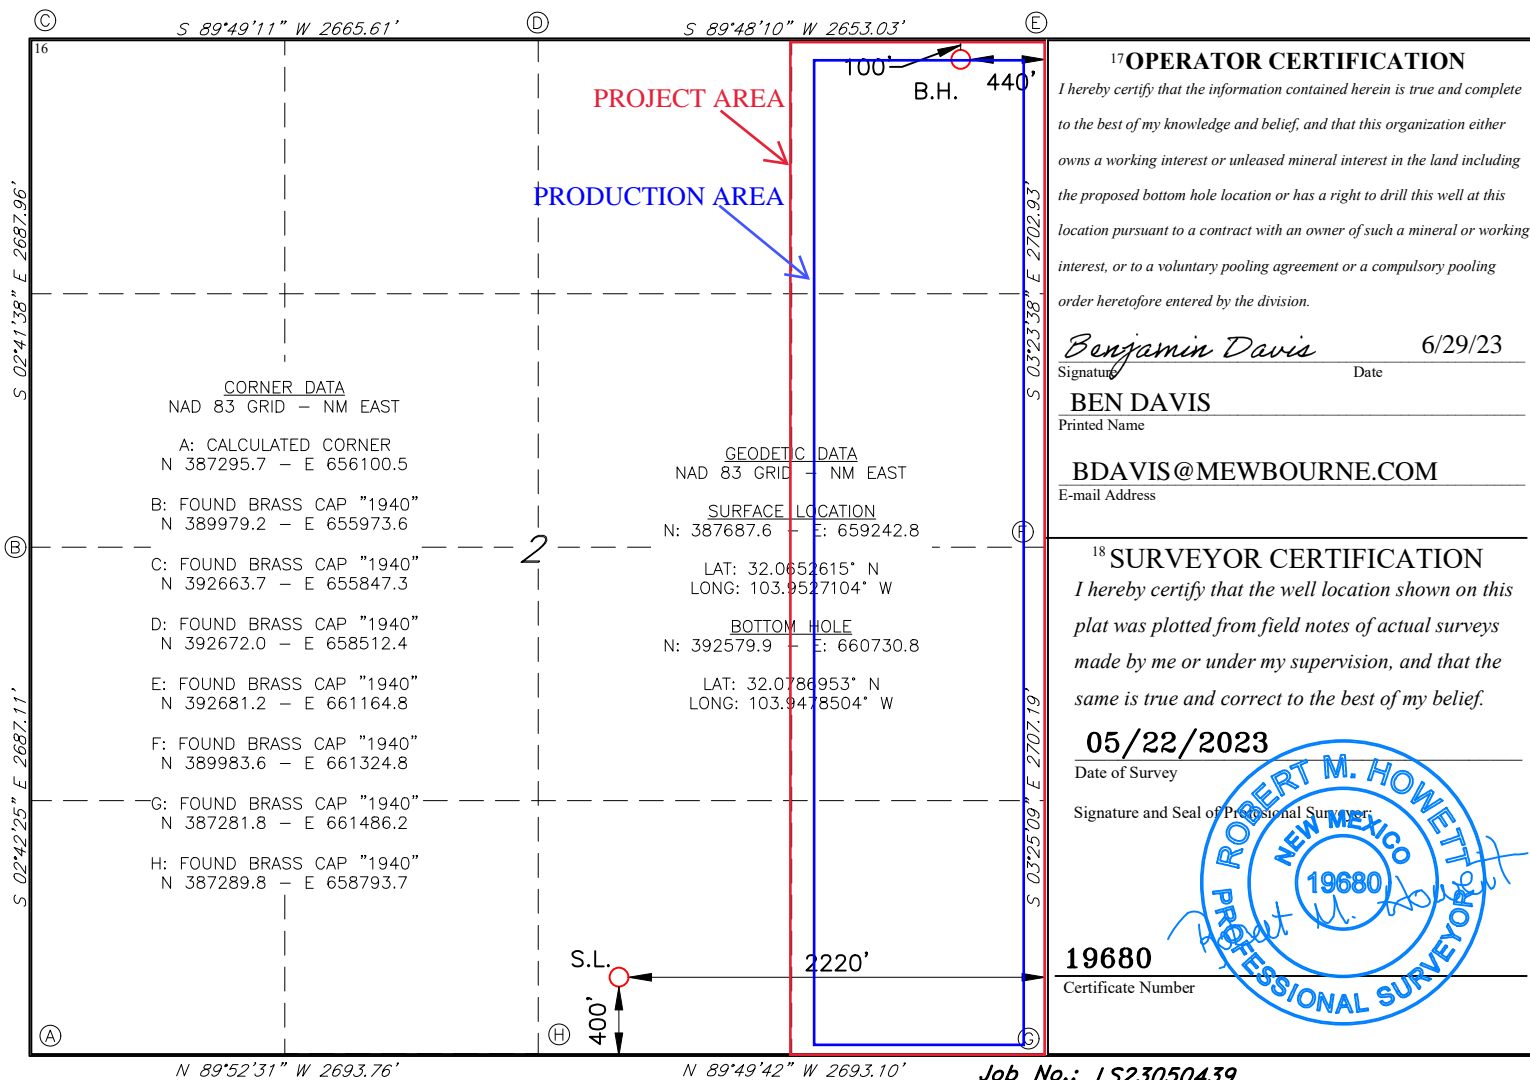 C
S 89°49'11" W 2665.61'
D
S 89°48'10" W 2653.03'
E
16
100'
B.H.
440'
PROJECT AREA
PRODUCTION AREA
S 02°41'38" E 2687.96'
S 03°23'38" E 2702.93'
CORNER DATA
NAD 83 GRID – NM EAST
A: CALCULATED CORNER
N 387295.7 – E 656100.5
B: FOUND BRASS CAP "1940"
N 389979.2 – E 655973.6
C: FOUND BRASS CAP "1940"
N 392663.7 – E 655847.3
D: FOUND BRASS CAP "1940"
N 392672.0 – E 658512.4
E: FOUND BRASS CAP "1940"
N 392681.2 – E 661164.8
F: FOUND BRASS CAP "1940"
N 389983.6 – E 661324.8
G: FOUND BRASS CAP "1940"
N 387281.8 – E 661486.2
H: FOUND BRASS CAP "1940"
N 387289.8 – E 658793.7
GEODETIC DATA
NAD 83 GRID – NM EAST
SURFACE LOCATION
N: 387687.6 – E: 659242.8
LAT: 32.0652615° N
LONG: 103.9527104° W
BOTTOM HOLE
N: 392579.9 – E: 660730.8
LAT: 32.0786953° N
LONG: 103.9478504° W
B
2
F
S 02°42'25" E 2687.11'
S 03°25'09" E 2707.19'
S.L.
2220'
400'
A
H
G
N 89°52'31" W 2693.76'
N 89°49'42" W 2693.10'
Job No.: LS23050439
17 OPERATOR CERTIFICATION
I hereby certify that the information contained herein is true and complete
to the best of my knowledge and belief, and that this organization either
owns a working interest or unleased mineral interest in the land including
the proposed bottom hole location or has a right to drill this well at this
location pursuant to a contract with an owner of such a mineral or working
interest, or to a voluntary pooling agreement or a compulsory pooling
order heretofore entered by the division.
Benjamin Davis 6/29/23
Signature Date
BEN DAVIS
Printed Name
BDAVIS@MEWBOURNE.COM
E-mail Address
18 SURVEYOR CERTIFICATION
I hereby certify that the well location shown on this
plat was plotted from field notes of actual surveys
made by me or under my supervision, and that the
same is true and correct to the best of my belief.
05/22/2023
Date of Survey
Signature and Seal of Profesional Surveyor:
ROBERT M. HOWETT
NEW MEXICO
19680
PROFESSIONAL SURVEYOR
Robert M. Howett
19680
Certificate Number